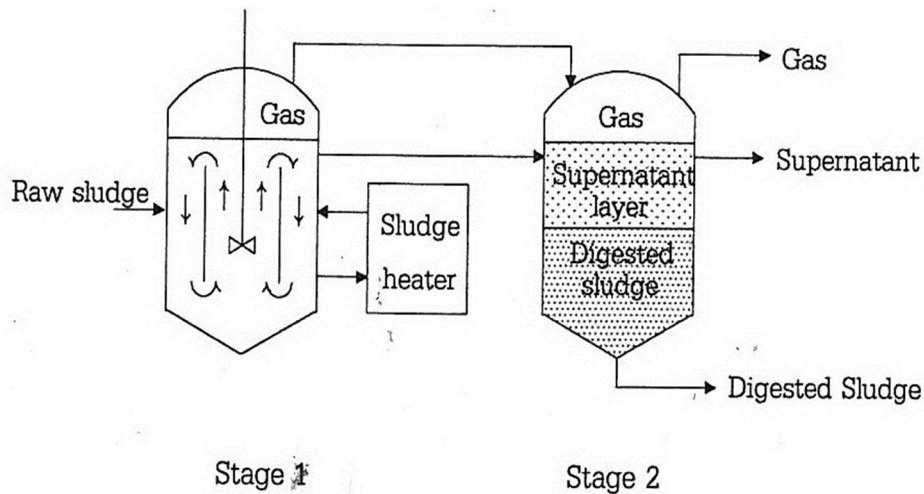 Gas
Gas
Gas
Supernatant
Raw sludge
Supernatant
layer
Sludge
heater
Digested
sludge
Digested Sludge
Stage 1
Stage 2